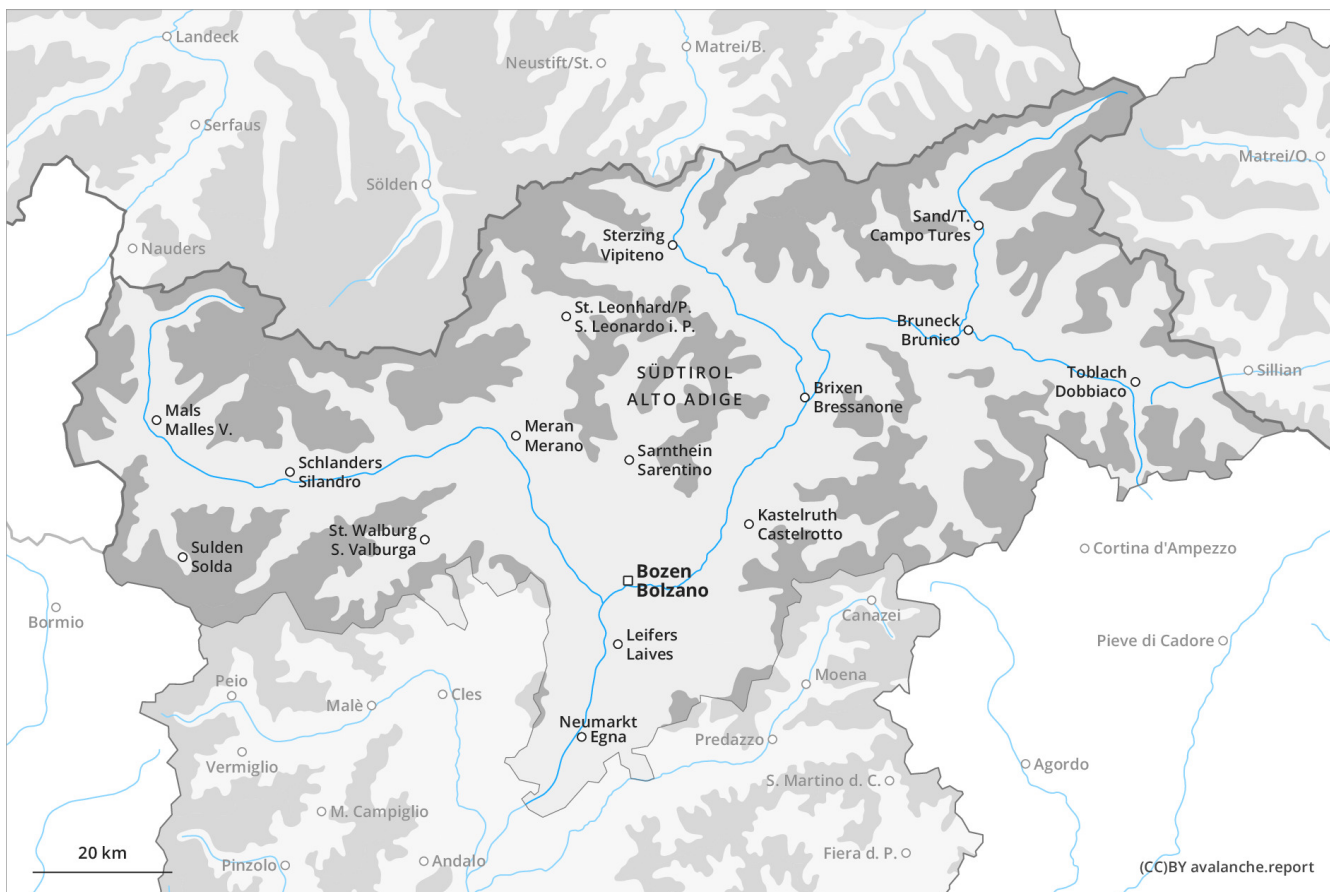 Landeck
Matrei/B.
Neustift/St.
Serfaus
Matrei/O.
Sölden
Sand/T.
Campo Tures
Sterzing
Vipiteno
Nauders
St. Leonhard/P.
S. Leonardo i. P.
Bruneck
Brunico
SÜDTIROL
ALTO ADIGE
Toblach
Dobbiaco
Sillian
Brixen
Bressanone
Mals
Malles V.
Meran
Merano
Sarnthein
Sarentino
Schlanders
Silandro
Kastelruth
Castelrotto
St. Walburg
S. Valburga
Sulden
Solda
Cortina d'Ampezzo
Bozen
Bolzano
Bormio
Canazei
Leifers
Laives
Pieve di Cadore
Peio
Moena
Malè
Cles
Neumarkt
Egna
Predazzo
Vermiglio
Agordo
S. Martino d. C.
M. Campiglio
20 km
Andalo
Fiera d. P.
Pinzolo
(CC)BY avalanche.report